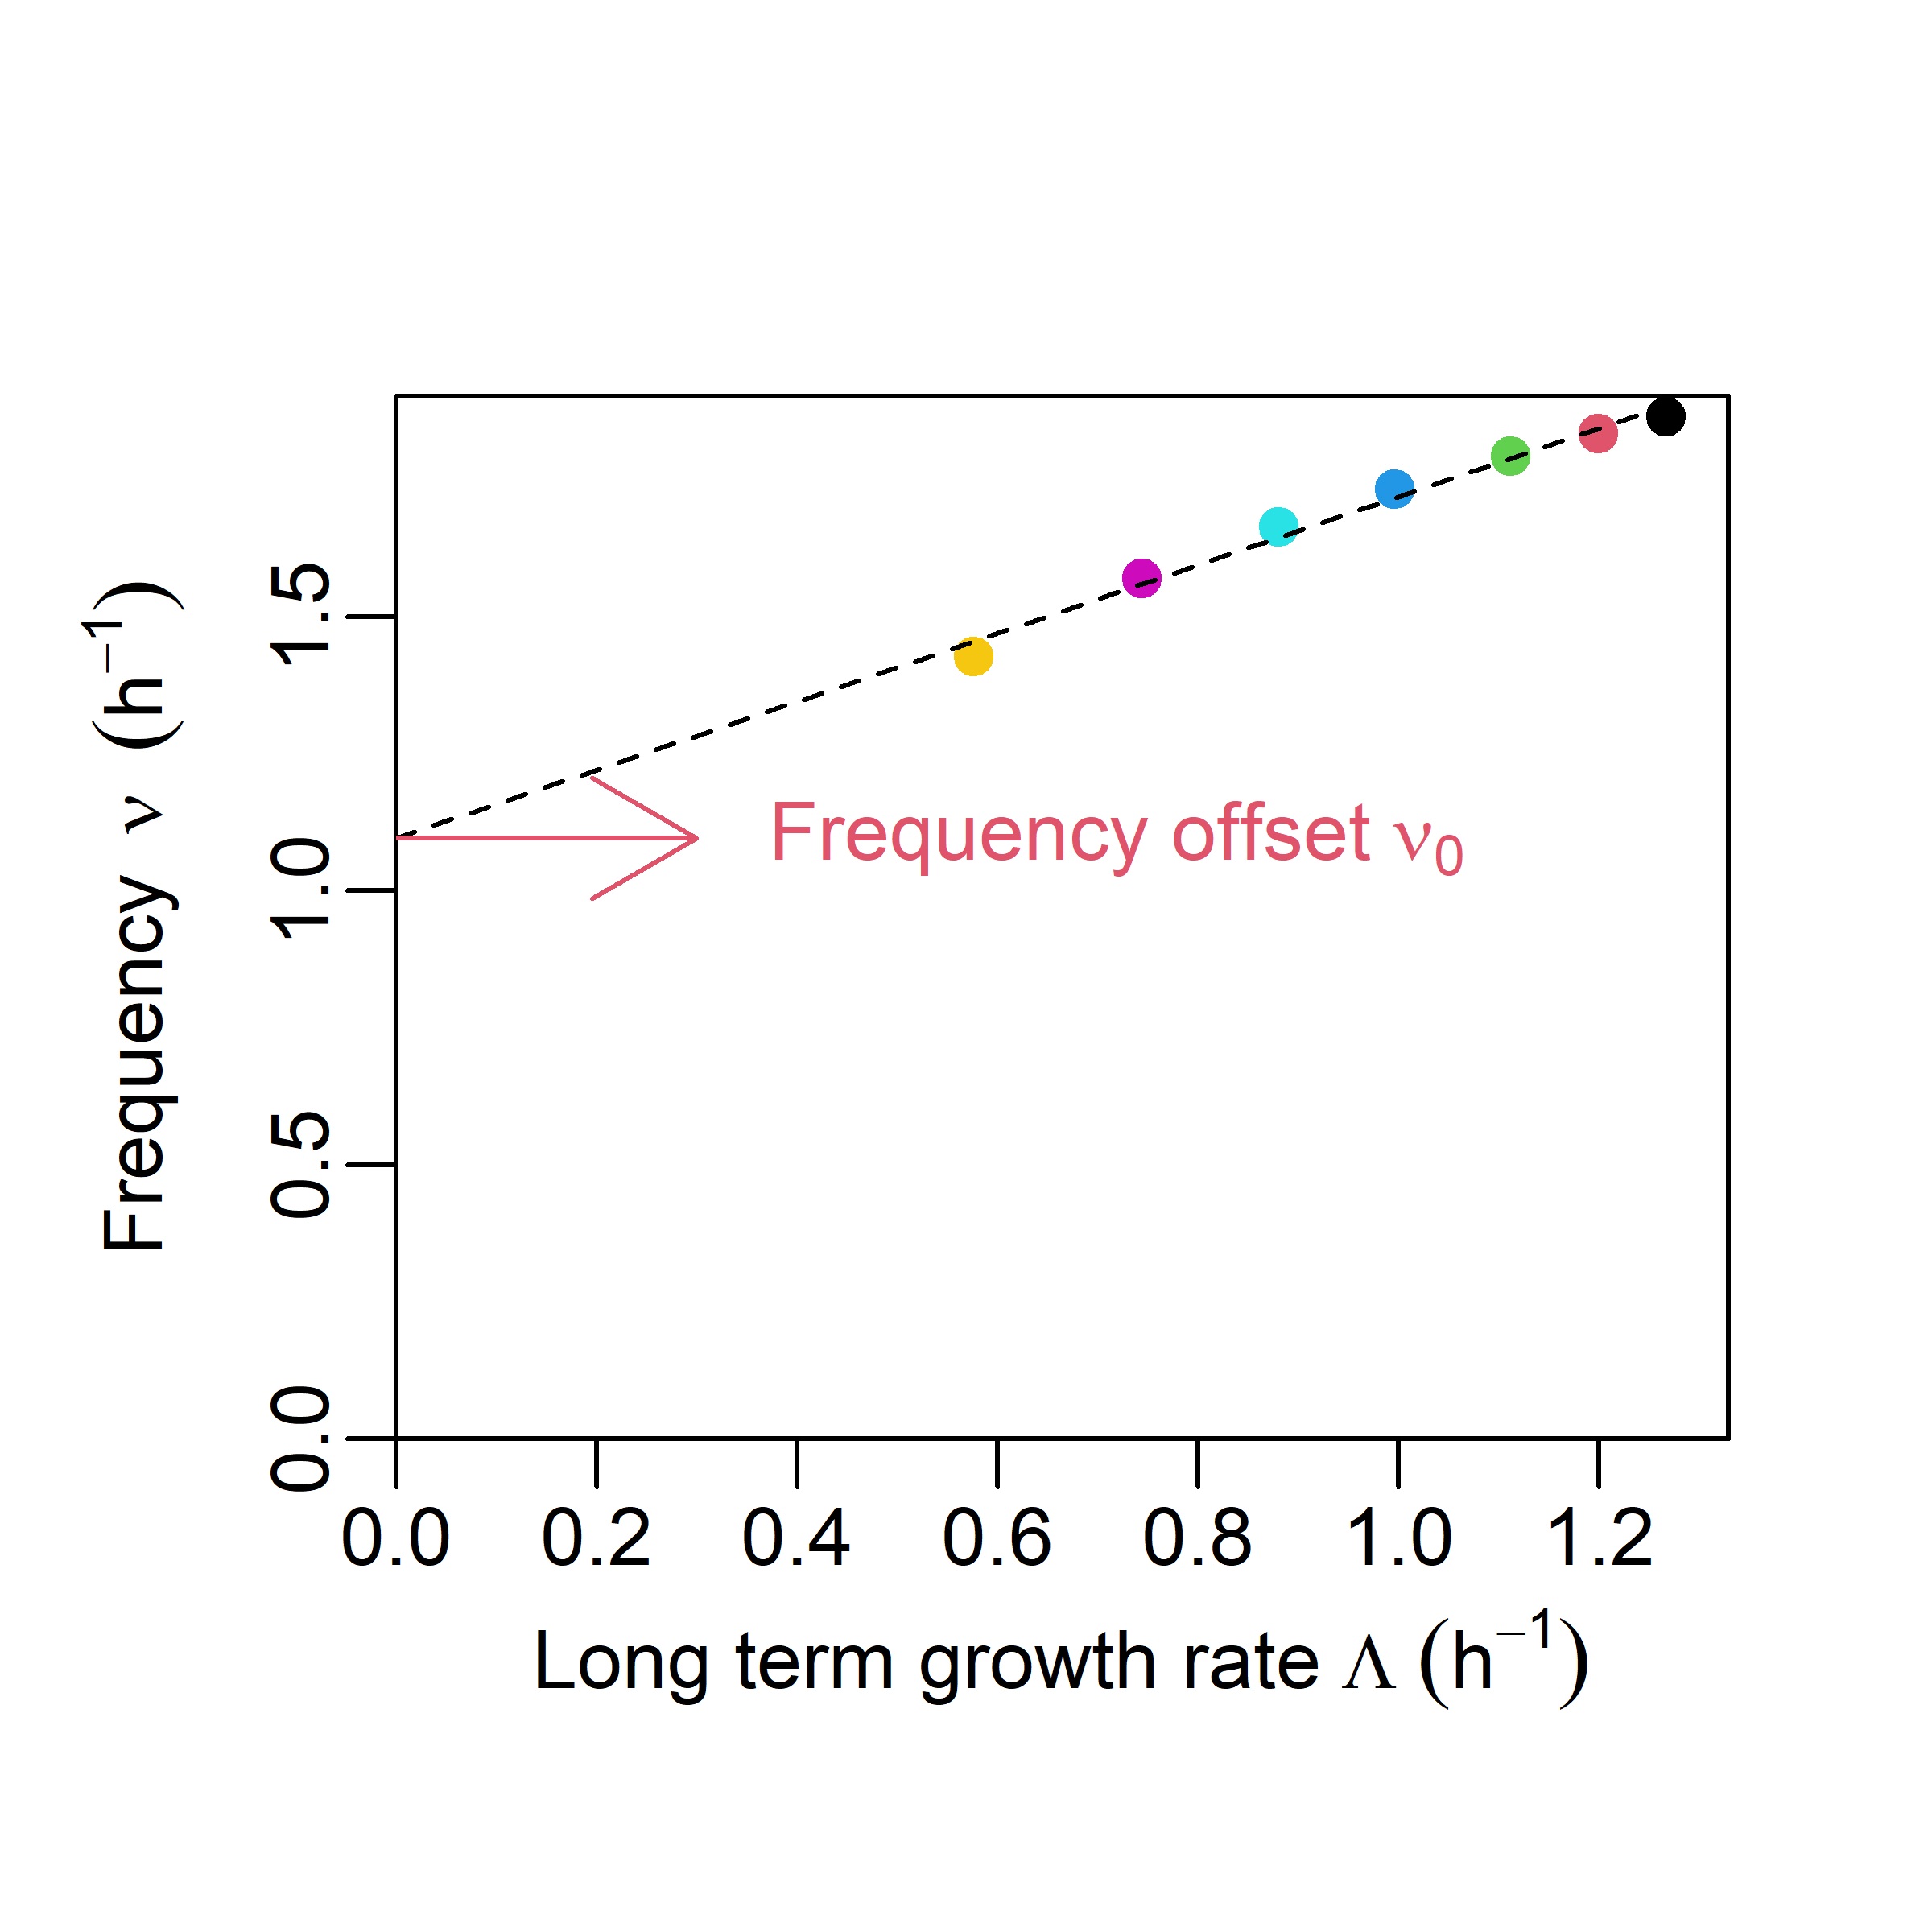 Frequency ν (h⁻¹)
1.5
1.0
0.5
0.0
Frequency offset ν₀
0.0 0.2 0.4 0.6 0.8 1.0 1.2
Long term growth rate Λ (h⁻¹)